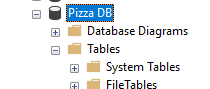 Pizza DB
Database Diagrams
Tables
System Tables
FileTables